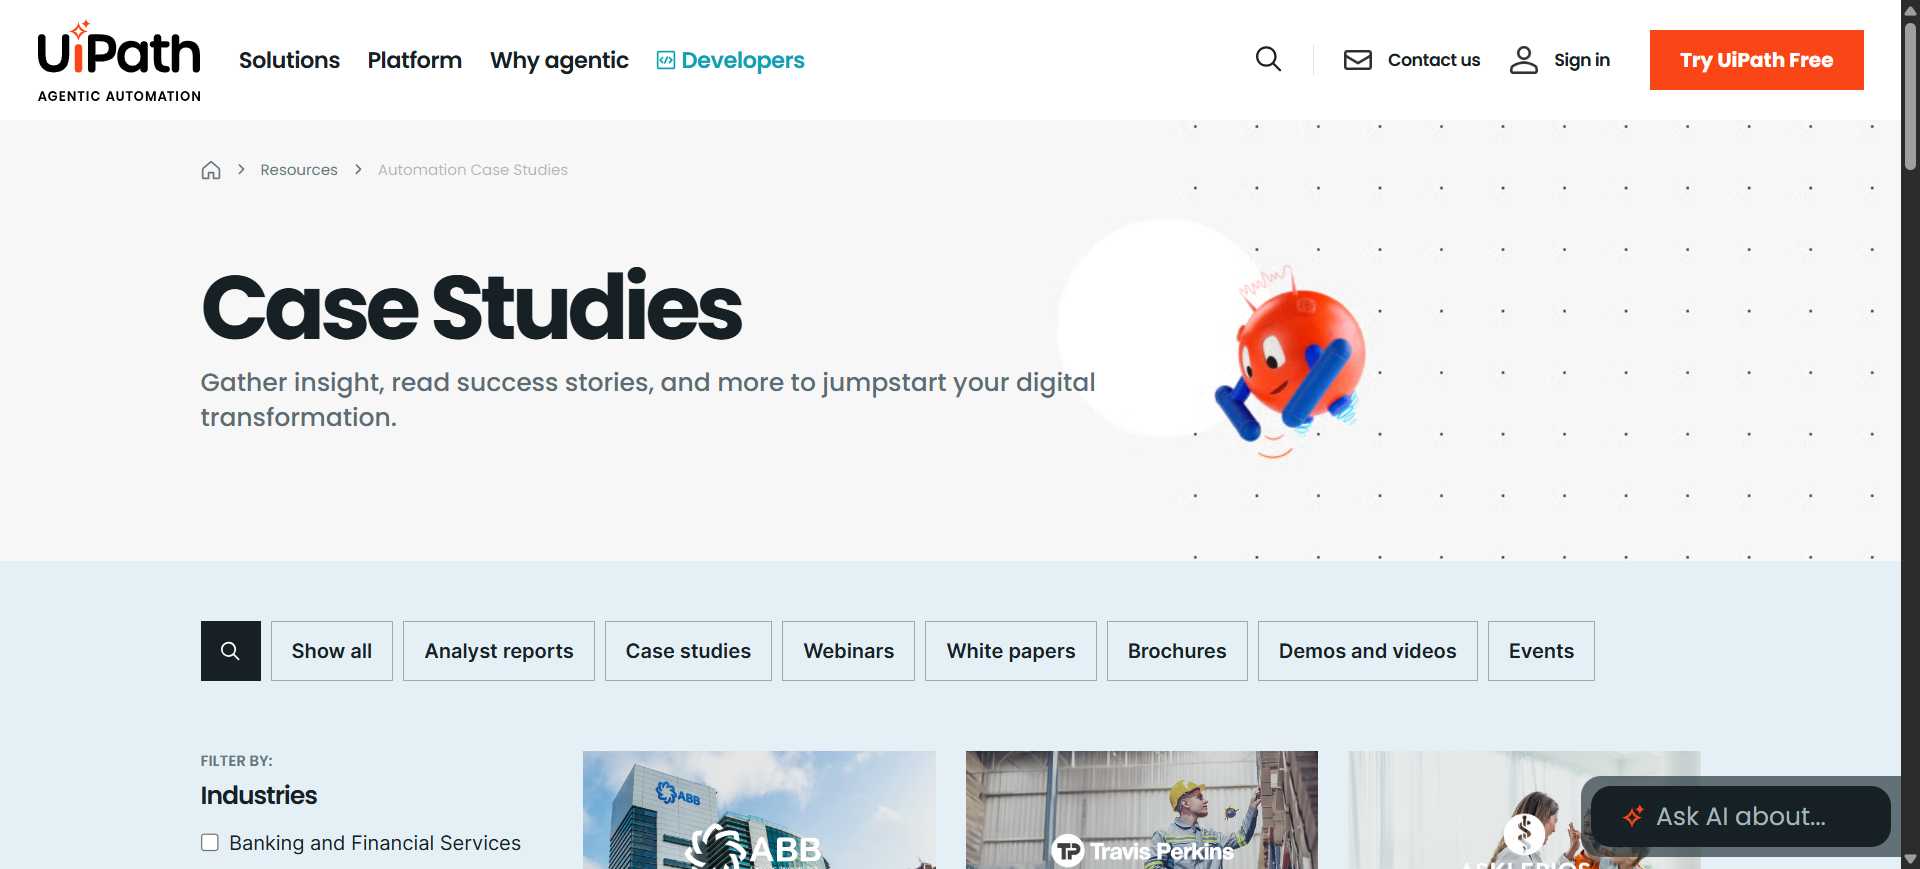 UiPath
AGENTIC AUTOMATION
Solutions
Platform
Why agentic
Developers
Contact us
Sign in
Try UiPath Free
Resources
Automation Case Studies
Case Studies
Gather insight, read success stories, and more to jumpstart your digital
transformation.
Show all
Analyst reports
Case studies
Webinars
White papers
Brochures
Demos and videos
Events
FILTER BY:
Industries
Banking and Financial Services
ABB
ABB
TP Travis Perkins
ASKLEPIOS
Ask AI about...